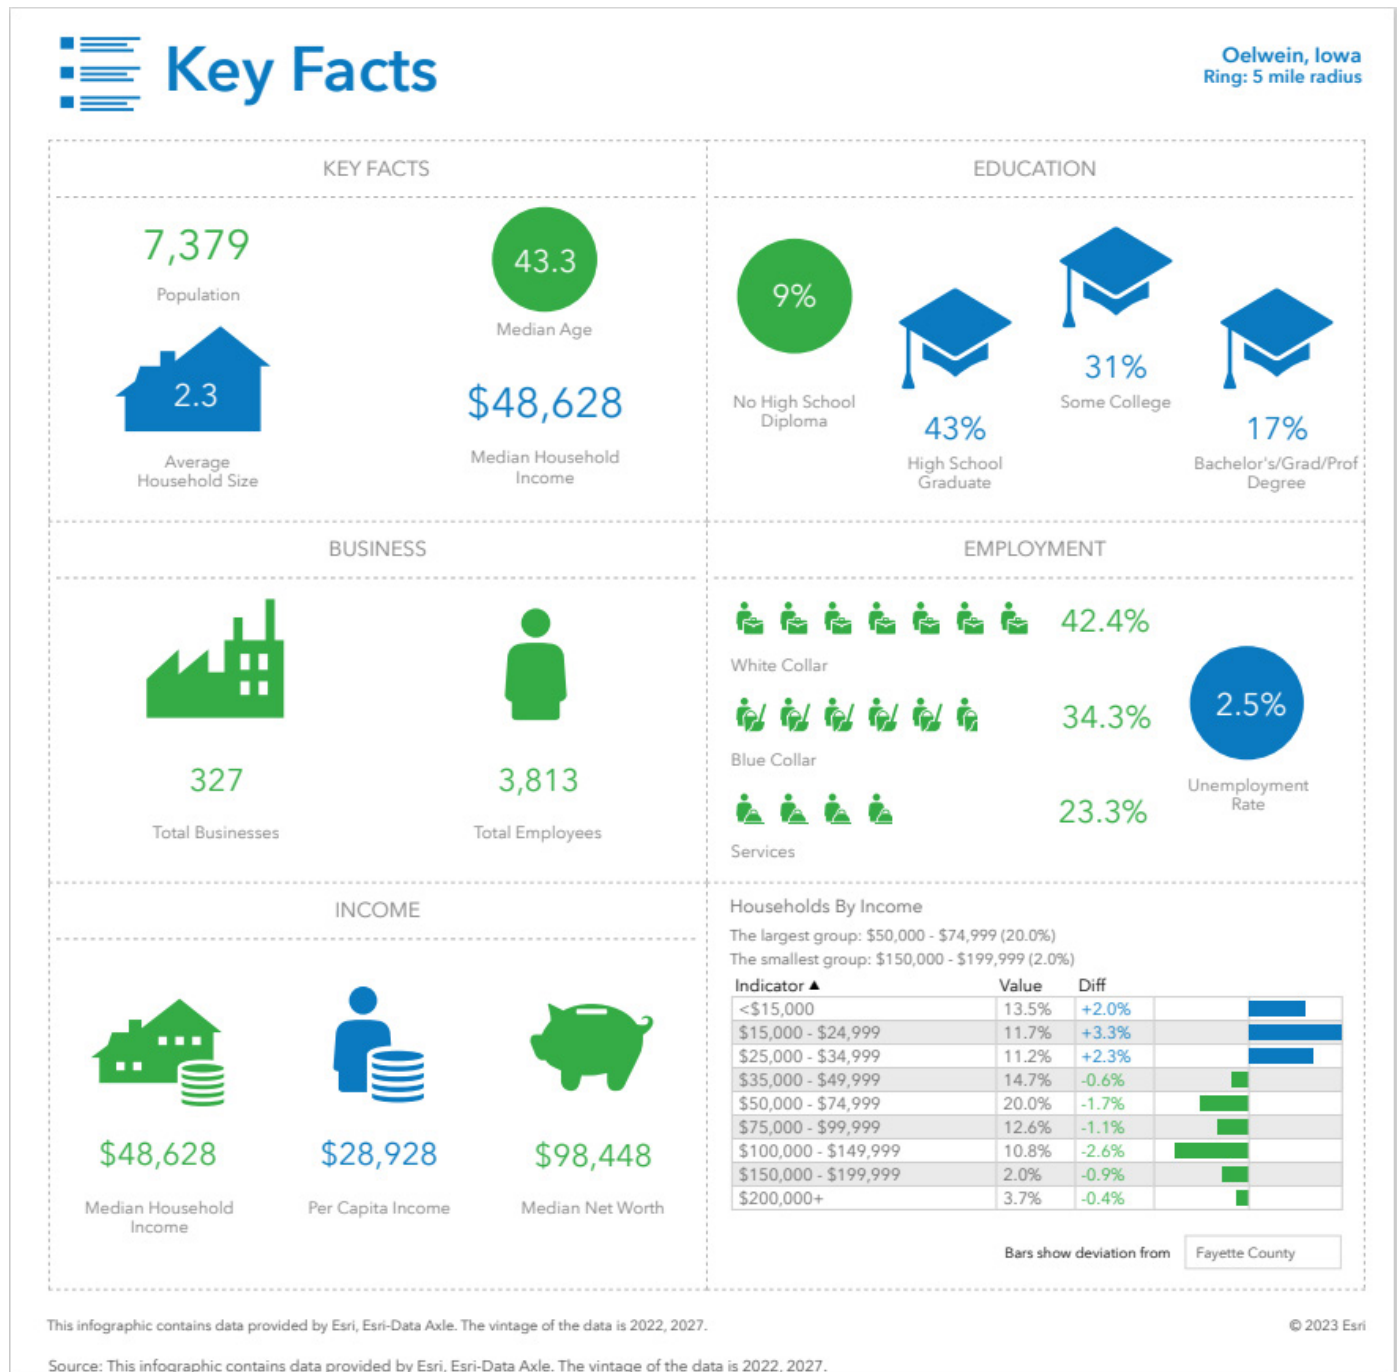 Key Facts
Oelwein, Iowa
Ring: 5 mile radius
KEY FACTS
7,379
Population
43.3
Median Age
2.3
Average
Household Size
$48,628
Median Household
Income
EDUCATION
9%
No High School
Diploma
43%
High School
Graduate
31%
Some College
17%
Bachelor's/Grad/Prof
Degree
BUSINESS
327
Total Businesses
3,813
Total Employees
EMPLOYMENT
42.4%
White Collar
34.3%
Blue Collar
23.3%
Services
2.5%
Unemployment
Rate
INCOME
$48,628
Median Household
Income
$28,928
Per Capita Income
$98,448
Median Net Worth
Households By Income
The largest group: $50,000 - $74,999 (20.0%)
The smallest group: $150,000 - $199,999 (2.0%)
Indicator ▲ Value Diff
<$15,000 13.5% +2.0%
$15,000 - $24,999 11.7% +3.3%
$25,000 - $34,999 11.2% +2.3%
$35,000 - $49,999 14.7% -0.6%
$50,000 - $74,999 20.0% -1.7%
$75,000 - $99,999 12.6% -1.1%
$100,000 - $149,999 10.8% -2.6%
$150,000 - $199,999 2.0% -0.9%
$200,000+ 3.7% -0.4%
Bars show deviation from Fayette County
This infographic contains data provided by Esri, Esri-Data Axle. The vintage of the data is 2022, 2027.
© 2023 Esri
Source: This infographic contains data provided by Esri, Esri-Data Axle. The vintage of the data is 2022, 2027.